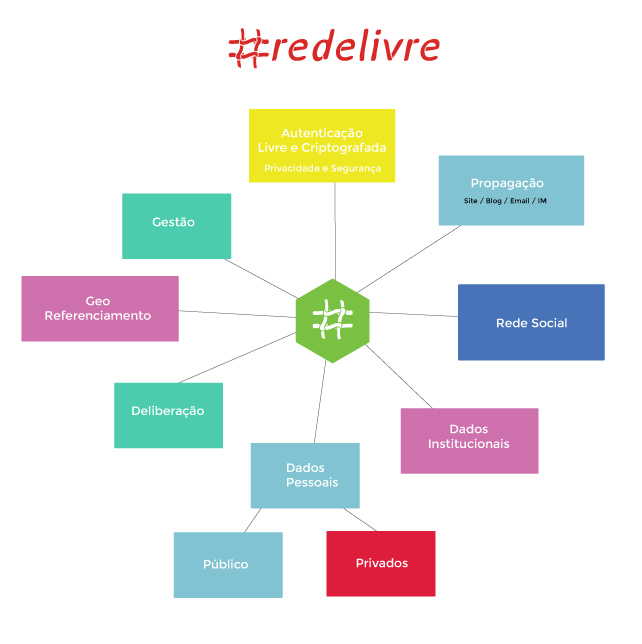 #redelivre
Autenticação
Livre e Criptografada
Privacidade e Segurança
Propagação
Site / Blog / Email / IM
Gestão
Geo
Referenciamento
#
Rede Social
Deliberação
Dados
Institucionais
Dados
Pessoais
Público
Privados